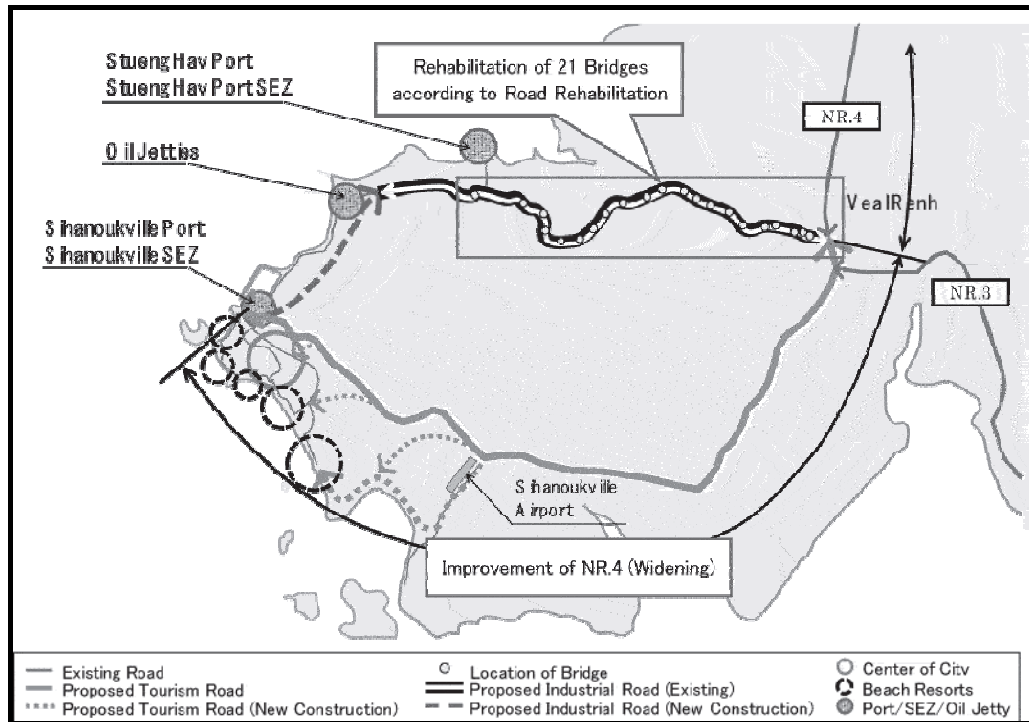 Stueng Hav Port
Stueng Hav Port SEZ
Rehabilitation of 21 Bridges
according to Road Rehabilitation
NR.4
Oil Jettiss
Veal Renh
Sihanoukville Port
Sihanoukville SEZ
NR.3
Sihanoukville
Airport
Improvement of NR.4 (Widening)
Existing Road
Proposed Tourism Road
Proposed Tourism Road (New Construction)
Location of Bridge
Proposed Industrial Road (Existing)
Proposed Industrial Road (New Construction)
Center of City
Beach Resorts
Port/SEZ/Oil Jetty